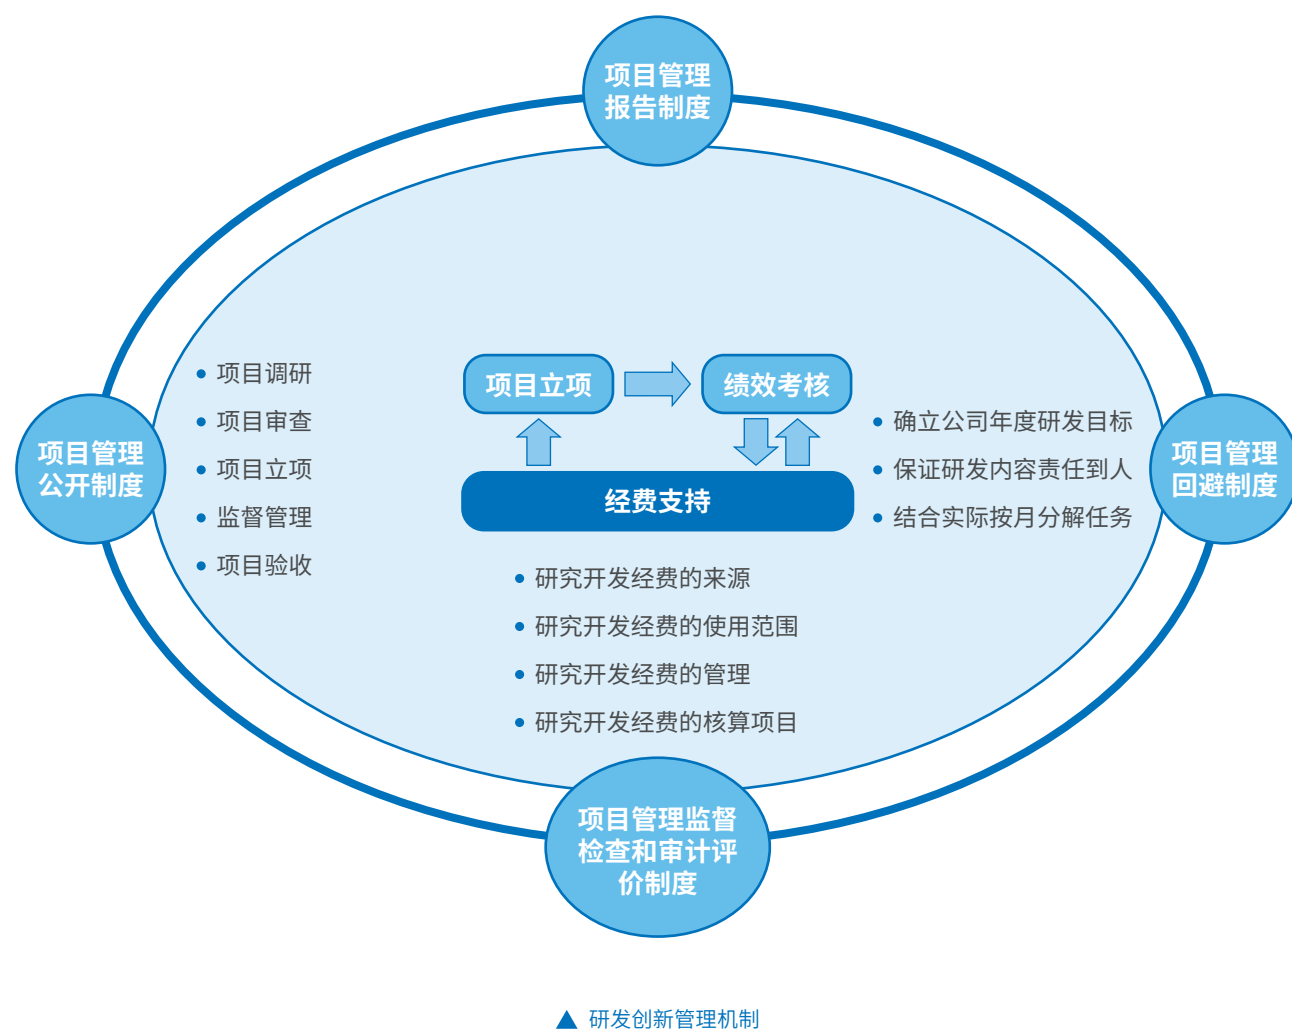 项目管理
报告制度
项目管理
公开制度
项目调研
项目审查
项目立项
监督管理
项目验收
项目立项
绩效考核
经费支持
研究开发经费的来源
研究开发经费的使用范围
研究开发经费的管理
研究开发经费的核算项目
确立公司年度研发目标
保证研发内容责任到人
结合实际按月分解任务
项目管理
回避制度
项目管理监督
检查和审计评
价制度
▲ 研发创新管理机制